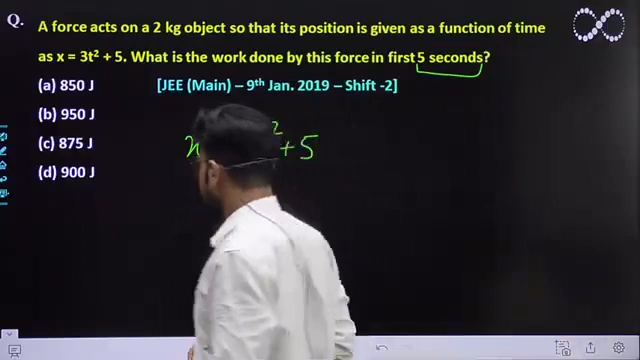 Q. A force acts on a 2 kg object so that its position is given as a function of time
as x = 3t² + 5. What is the work done by this force in first 5 seconds?
(a) 850 J [JEE (Main) – 9th Jan. 2019 – Shift -2]
(b) 950 J
(c) 875 J
(d) 900 J
x ² + 5